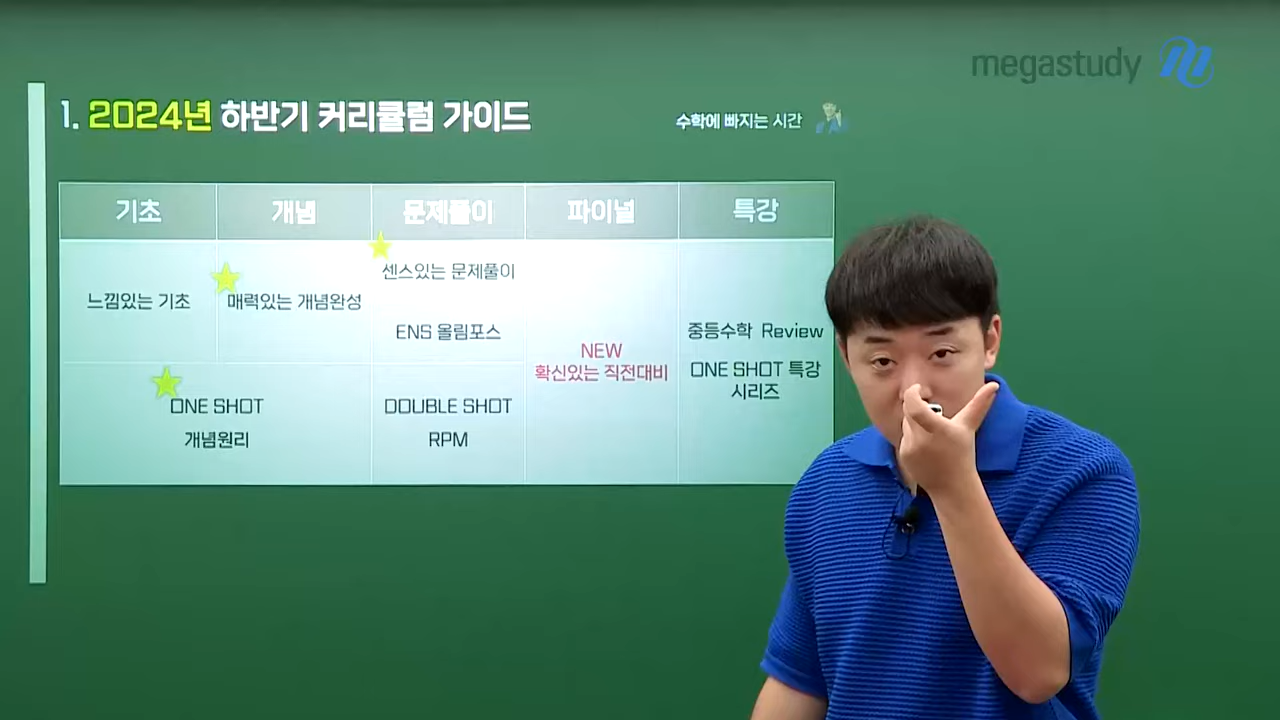 megastudy
1. 2024년 하반기 커리큘럼 가이드
수학에 빠지는 시간
기초 개념 문제풀이 파이널 특강
느낌있는 기초
매력있는 개념완성
센스있는 문제풀이
ENS 올림포스
ONE SHOT
개념원리
DOUBLE SHOT
RPM
NEW
확신있는 직전대비
중등수학 Review
ONE SHOT 특강
시리즈